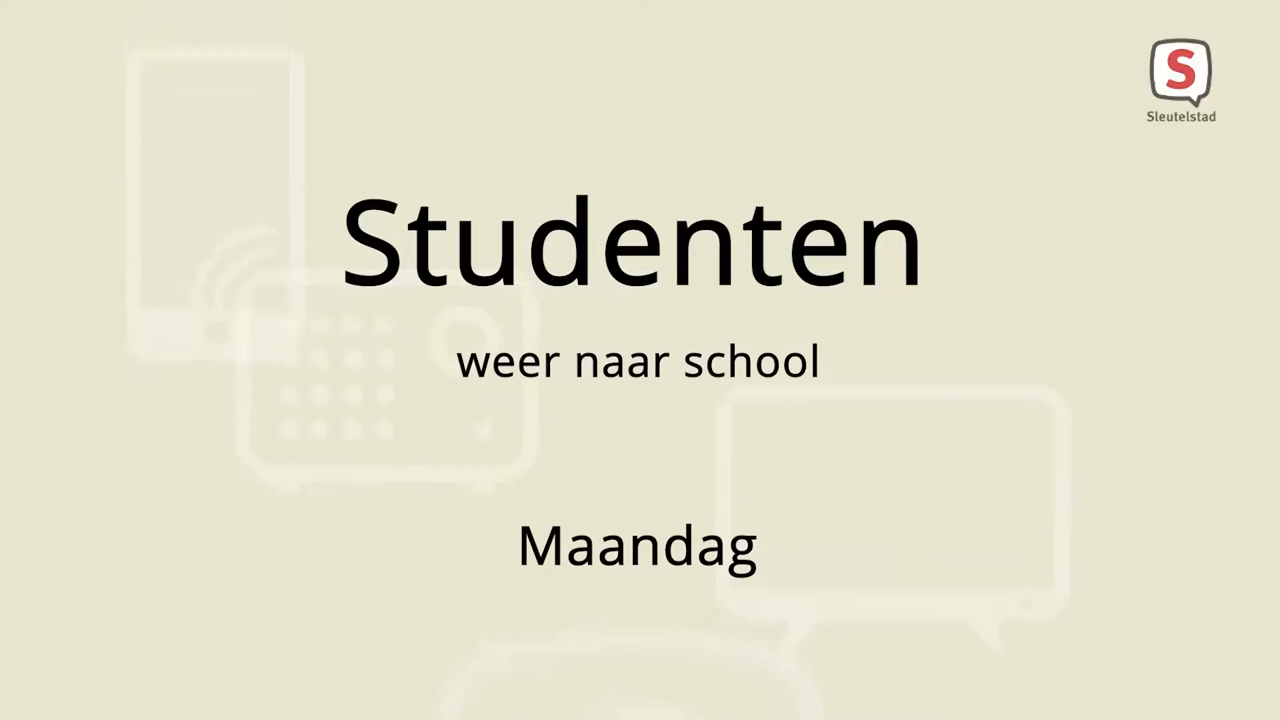 S
Sleutelstad
Studenten
weer naar school
Maandag